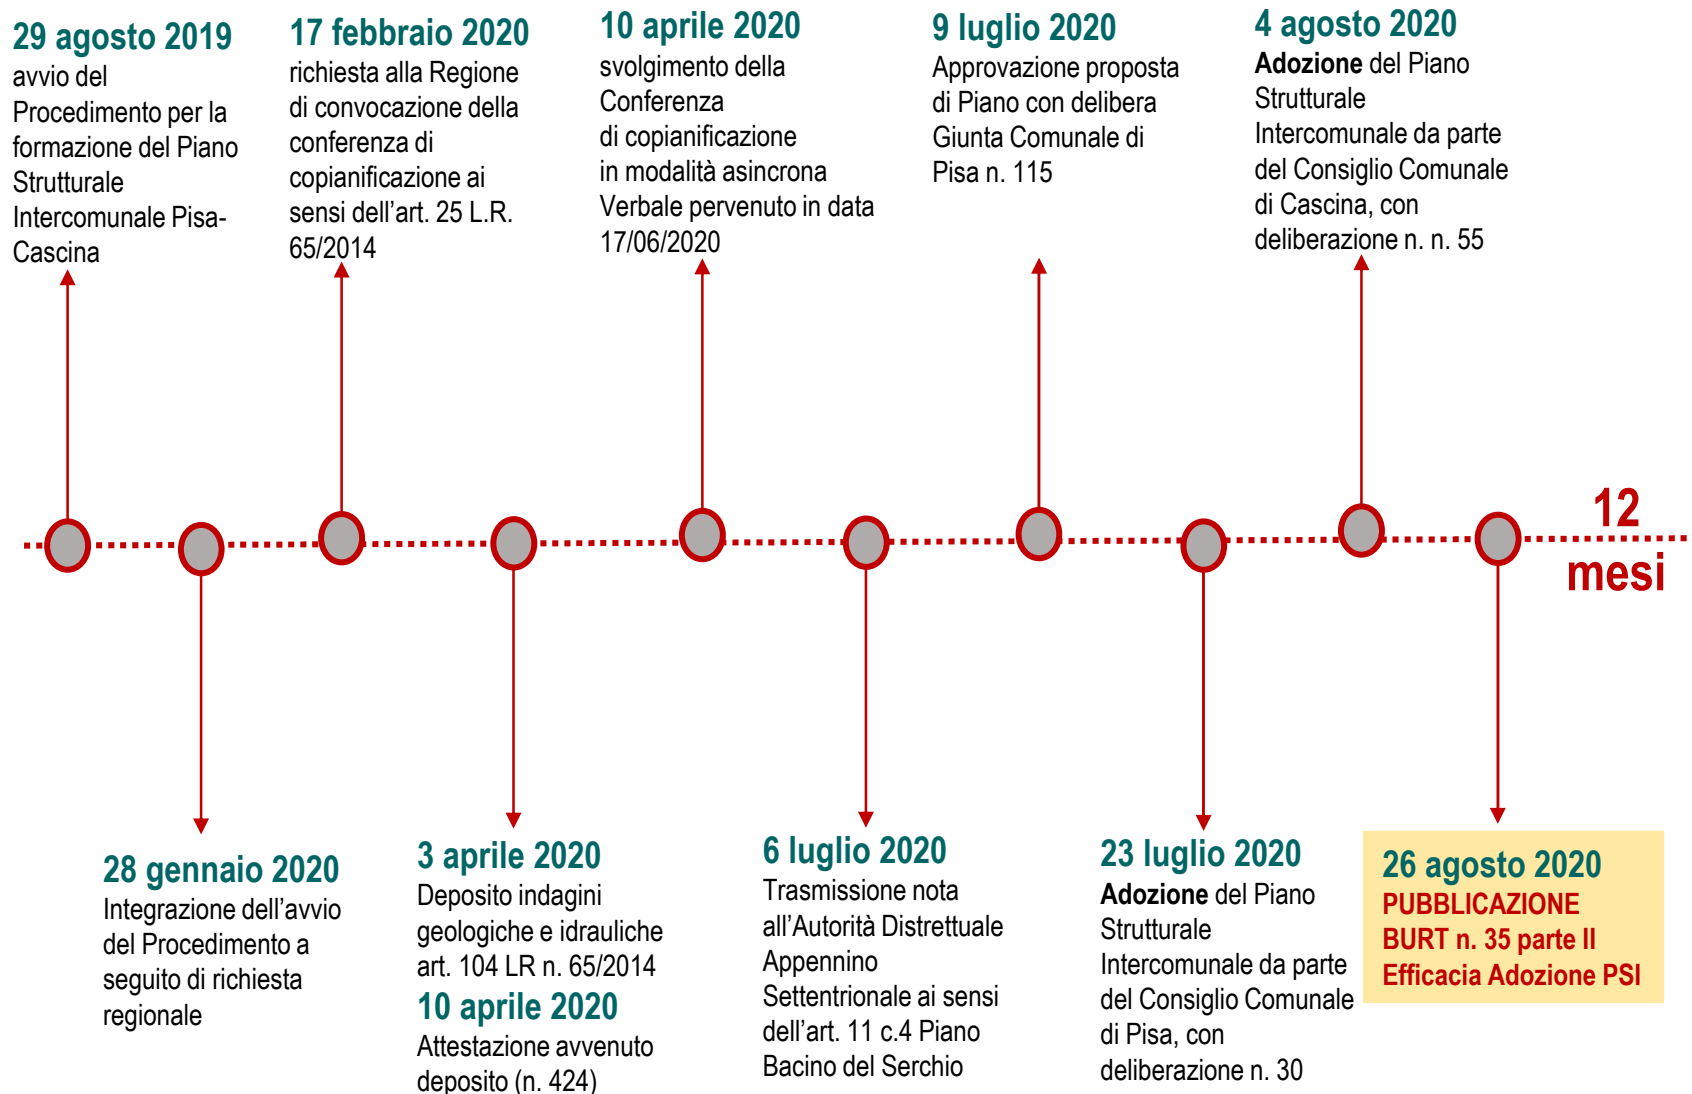 29 agosto 2019
avvio del
Procedimento per la
formazione del Piano
Strutturale
Intercomunale Pisa-
Cascina
17 febbraio 2020
richiesta alla Regione
di convocazione della
conferenza di
copianificazione ai
sensi dell'art. 25 L.R.
65/2014
10 aprile 2020
svolgimento della
Conferenza
di copianificazione
in modalità asincrona
Verbale pervenuto in data
17/06/2020
9 luglio 2020
Approvazione proposta
di Piano con delibera
Giunta Comunale di
Pisa n. 115
4 agosto 2020
Adozione del Piano
Strutturale
Intercomunale da parte
del Consiglio Comunale
di Cascina, con
deliberazione n. n. 55
12
mesi
28 gennaio 2020
Integrazione dell'avvio
del Procedimento a
seguito di richiesta
regionale
3 aprile 2020
Deposito indagini
geologiche e idrauliche
art. 104 LR n. 65/2014
10 aprile 2020
Attestazione avvenuto
deposito (n. 424)
6 luglio 2020
Trasmissione nota
all'Autorità Distrettuale
Appennino
Settentrionale ai sensi
dell'art. 11 c.4 Piano
Bacino del Serchio
23 luglio 2020
Adozione del Piano
Strutturale
Intercomunale da parte
del Consiglio Comunale
di Pisa, con
deliberazione n. 30
26 agosto 2020
PUBBLICAZIONE
BURT n. 35 parte II
Efficacia Adozione PSI